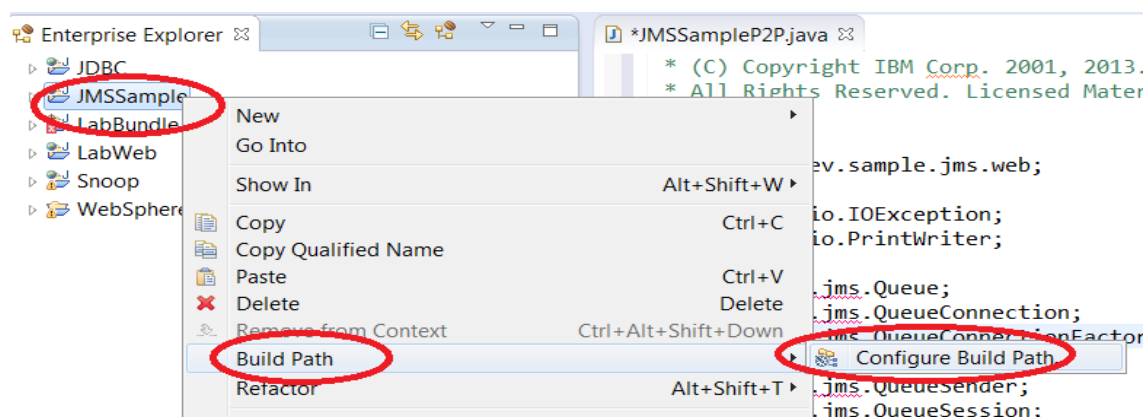 Enterprise Explorer
JDBC
JMSSample
LabBundle
LabWeb
Snoop
WebSphere
New
Go Into
Show In Alt+Shift+W
Copy Ctrl+C
Copy Qualified Name
Paste Ctrl+V
Delete Delete
Remove from Context Ctrl+Alt+Shift+Down
Build Path
Refactor Alt+Shift+T
Configure Build Path...
*JMSSampleP2P.java
* (C) Copyright IBM Corp. 2001, 2013.
* All Rights Reserved. Licensed Mater
ev.sample.jms.web;
io.IOException;
io.PrintWriter;
.jms.Queue;
.jms.QueueConnection;
.jms.QueueConnectionFactor
.jms.QueueSender;
.jms.QueueSession;